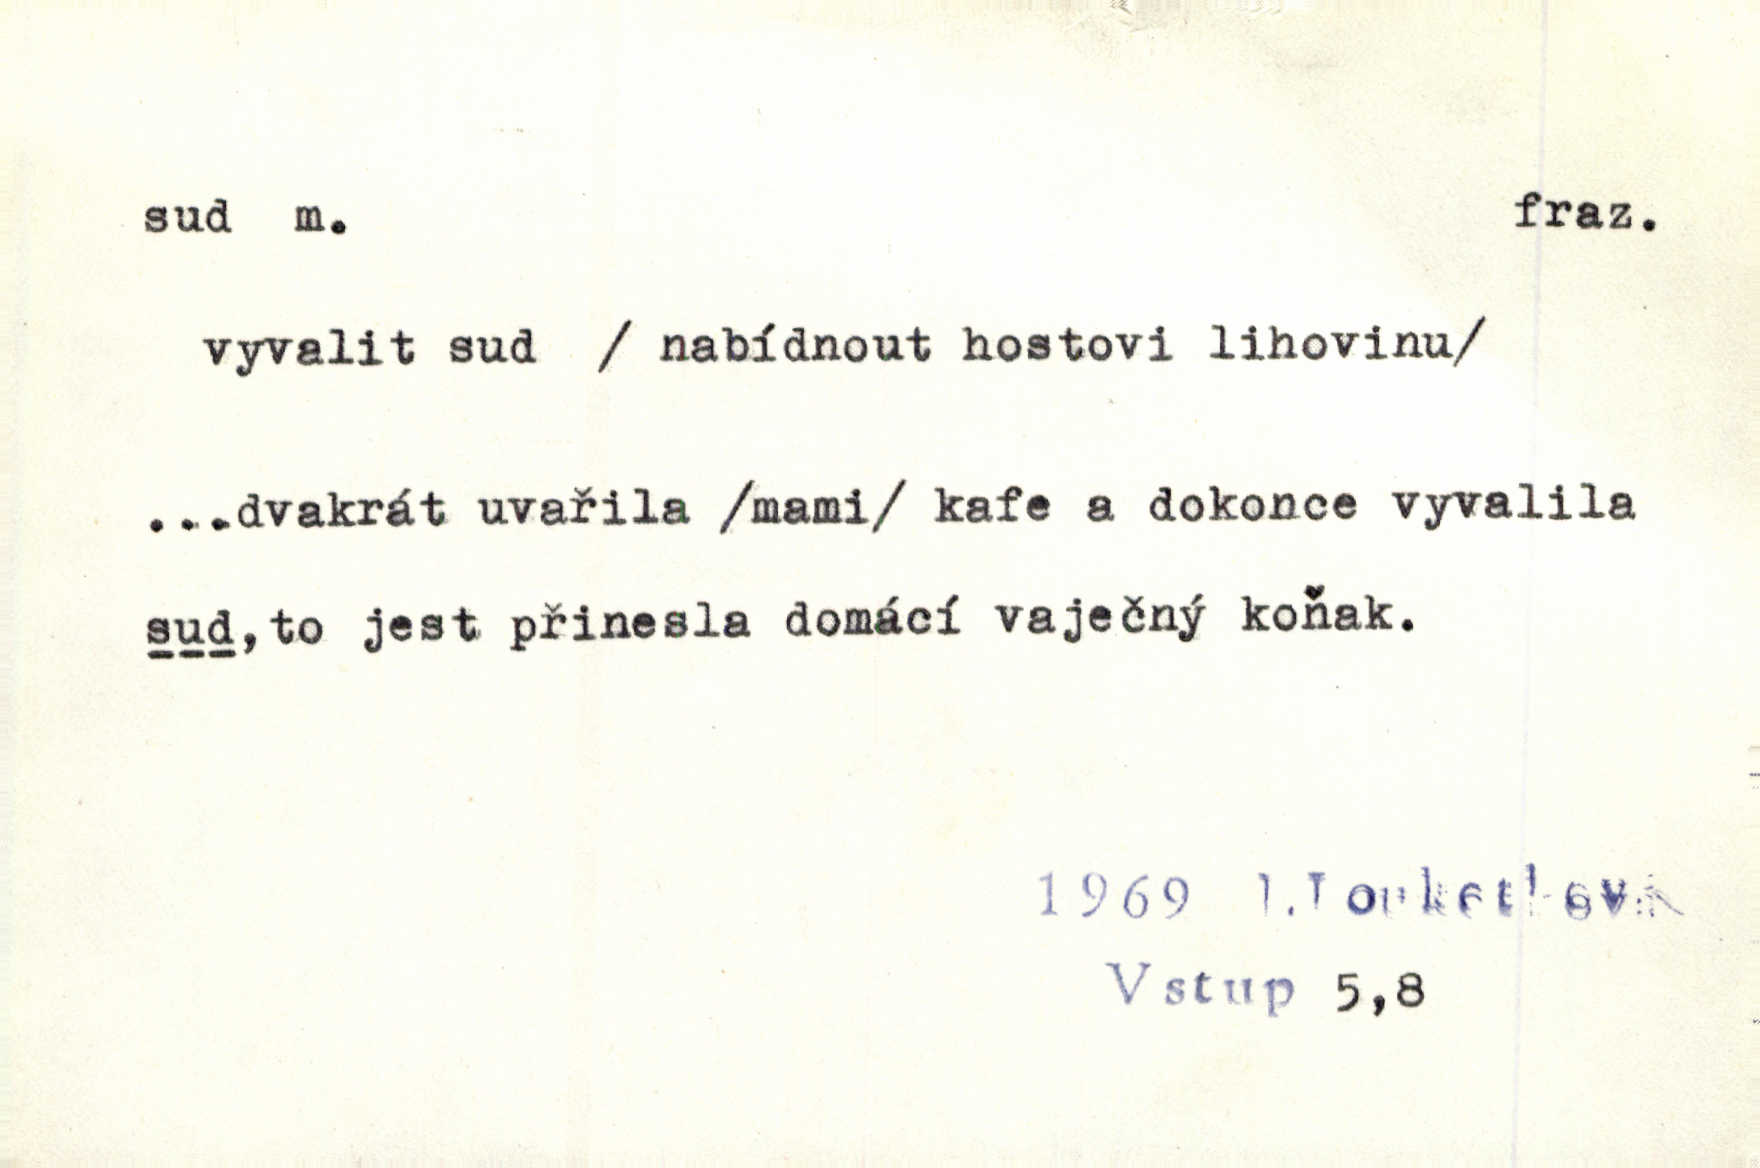 sud m. fraz.
vyvalit sud / nabídnout hostovi lihovinu/
...dvakrát uvařila /mami/ kafe a dokonce vyvalila
sud,to jest přinesla domácí vaječný koňak.
1969
Vstup 5,8